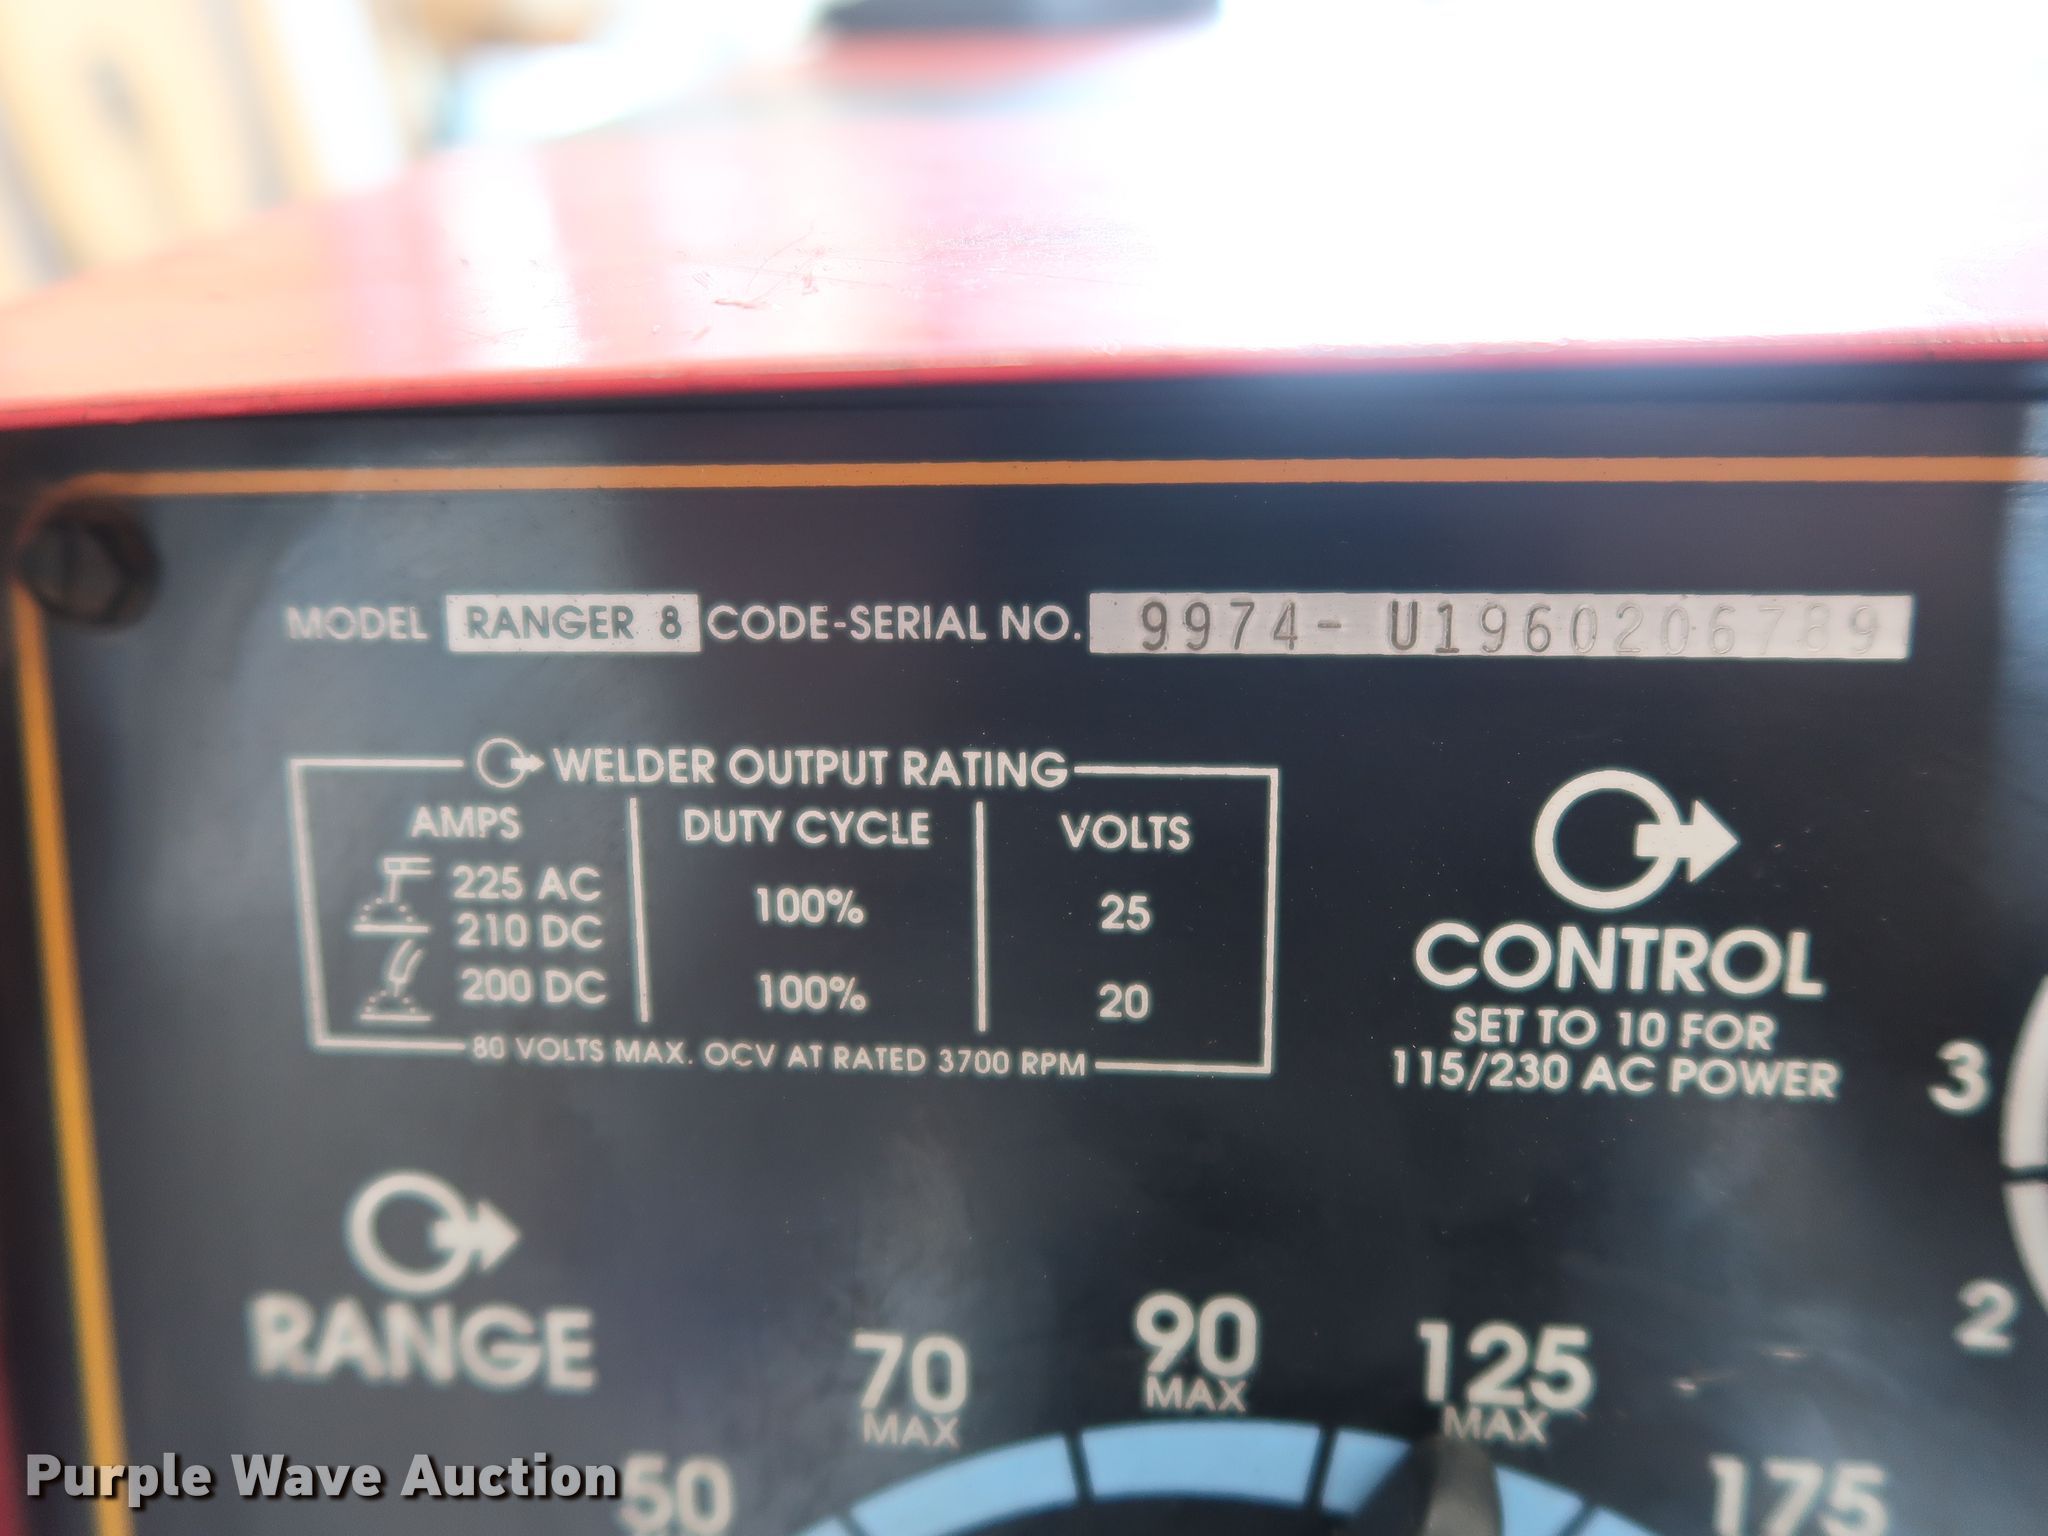 MODEL RANGER 8 CODE-SERIAL NO. 9974- U1960206789
WELDER OUTPUT RATING
AMPS DUTY CYCLE VOLTS
225 AC
210 DC 100% 25
200 DC 100% 20
80 VOLTS MAX. OCV AT RATED 3700 RPM
CONTROL
SET TO 10 FOR
115/230 AC POWER
3
2
RANGE
50
70
MAX
90
MAX
125
MAX
175
Purple Wave Auction